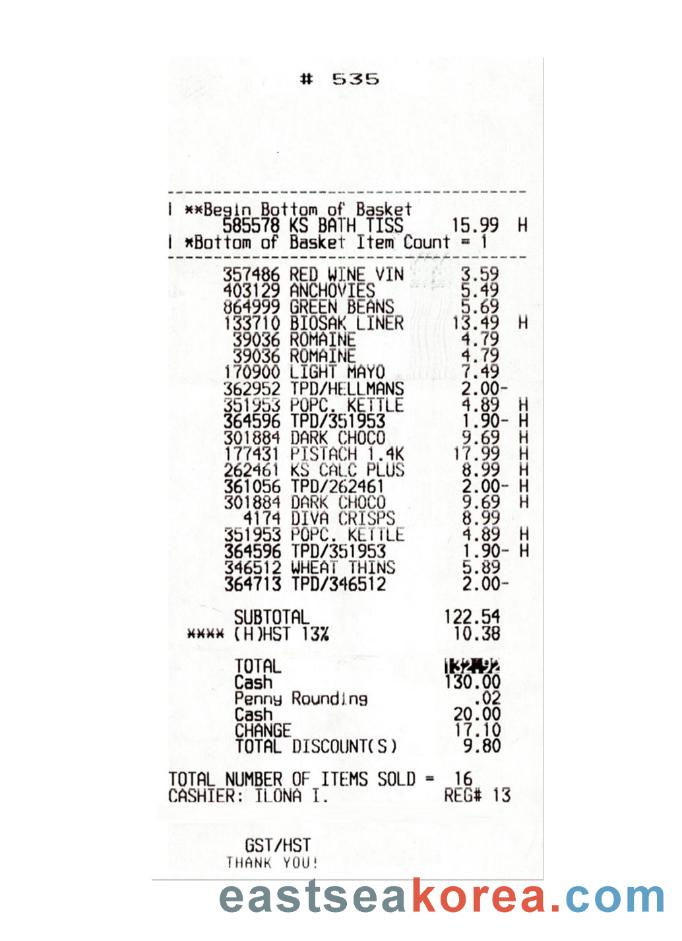 # 535
| **Begin Bottom of Basket
585578 KS BATH TISS 15.99 H
| *Bottom of Basket Item Count = 1
357486 RED WINE VIN 3.59
403129 ANCHOVIES 5.49
864999 GREEN BEANS 5.69
133710 BIOSAK LINER 13.49 H
39036 ROMAINE 4.79
39036 ROMAINE 4.79
170900 LIGHT MAYO 7.49
362952 TPD/HELLMANS 2.00-
351953 POPC. KETTLE 4.89 H
364596 TPD/351953 1.90- H
301884 DARK CHOCO 9.69 H
177431 PISTACH 1.4K 17.99 H
262461 KS CALC PLUS 8.99 H
361056 TPD/262461 2.00- H
301884 DARK CHOCO 9.69 H
4174 DIVA CRISPS 8.99
351953 POPC. KETTLE 4.89 H
364596 TPD/351953 1.90- H
346512 WHEAT THINS 5.89
364713 TPD/346512 2.00-
SUBTOTAL 122.54
**** (H)HST 13% 10.38
TOTAL 132.92
Cash 130.00
Penny Rounding .02
Cash 20.00
CHANGE 17.10
TOTAL DISCOUNT(S) 9.80
TOTAL NUMBER OF ITEMS SOLD = 16
CASHIER: ILONA I. REG# 13
GST/HST
THANK YOU!
eastseakorea.com